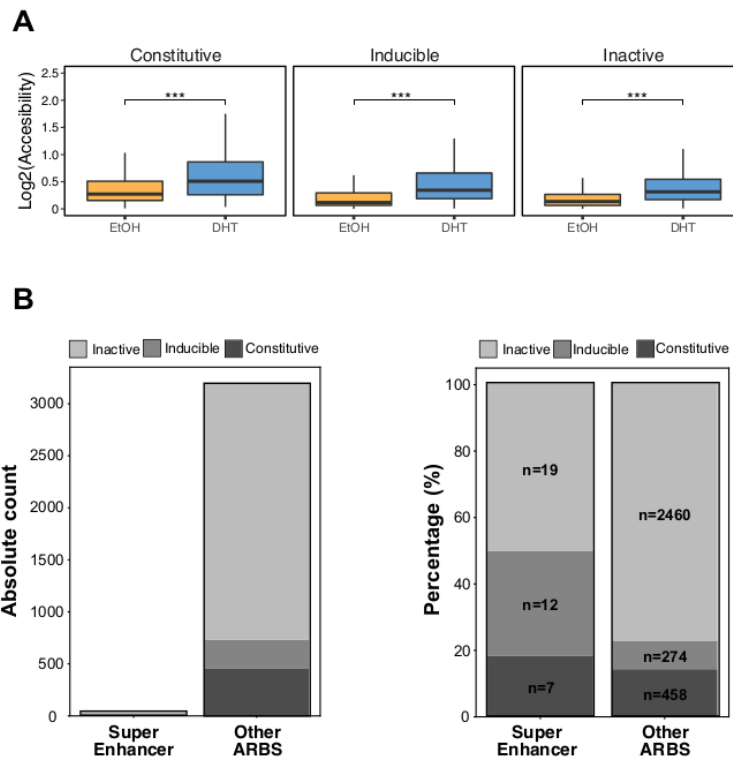 A
Constitutive Inducible Inactive
Log2(Accesibility)
2.5
2.0
1.5
1.0
0.5
0
*** *** ***
EtOH DHT EtOH DHT EtOH DHT
B
Inactive Inducible Constitutive
Absolute count
3000
2500
2000
1500
1000
500
0
Super Enhancer
Other ARBS
Inactive Inducible Constitutive
Percentage (%)
100
80
60
40
20
0
n=19
n=12
n=7
n=2460
n=274
n=458
Super Enhancer
Other ARBS